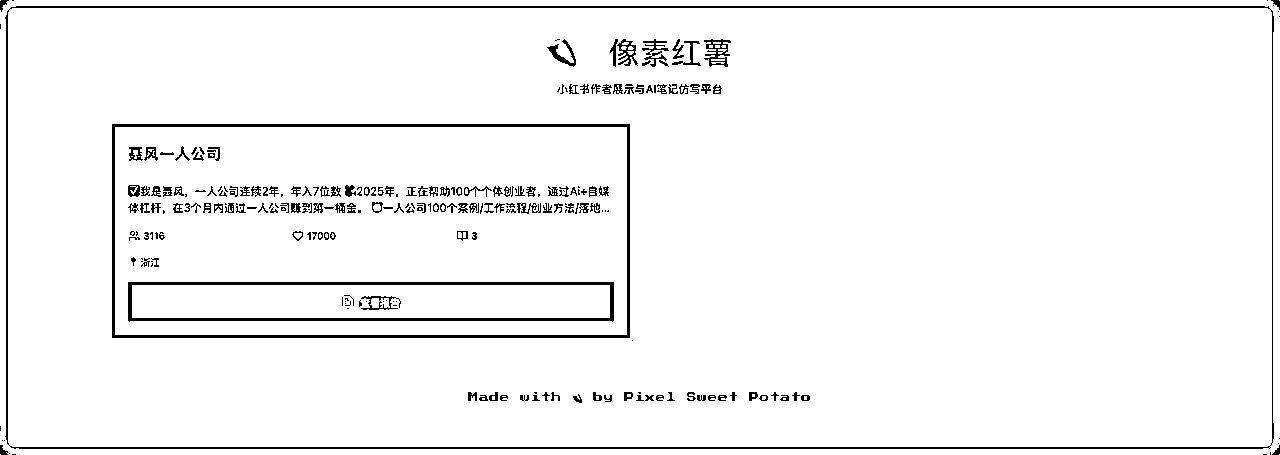 像素红薯
小红书作者展示与AI笔记仿写平台
聂风一人公司
我是聂风，一人公司连续2年，年入7位数 2025年，正在帮助100个个体创业者，通过Ai+自媒
体杠杆，在3个月内通过一人公司赚到第一桶金。 一人公司100个案例/工作流程/创业方法/落地...
3116
17000
3
浙江
Made with by Pixel Sweet Potato